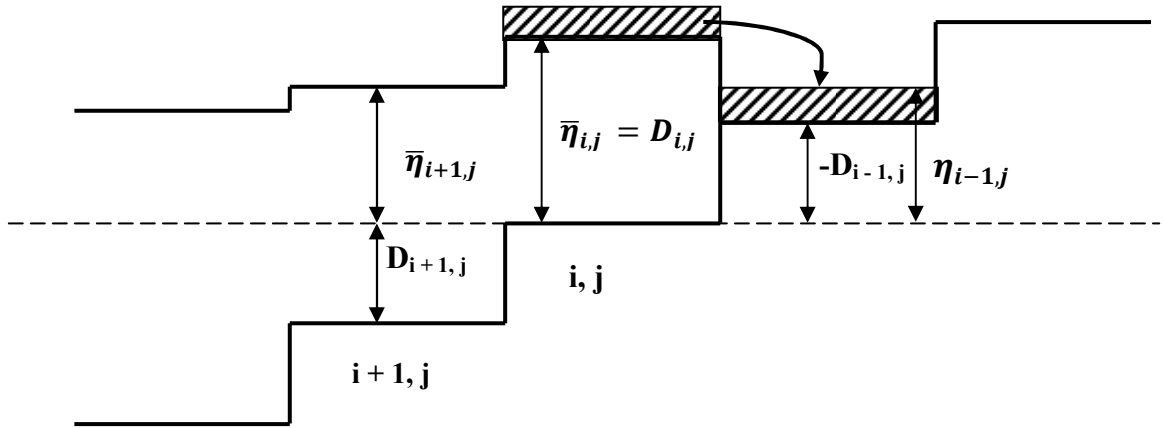 η̅i,j = Di,j
η̅i+1,j
-Di - 1, j
ηi−1,j
Di + 1, j
i, j
i + 1, j